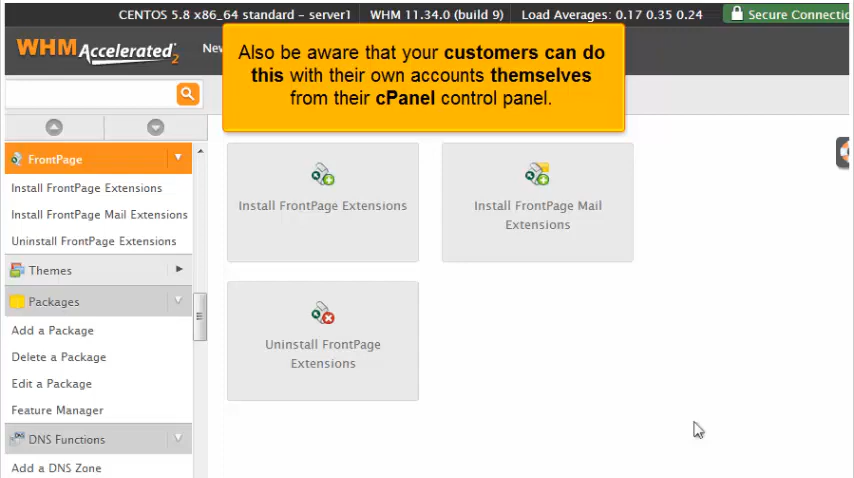 CENTOS 5.8 x86_64 standard – server1 WHM 11.34.0 (build 9) Load Averages: 0.17 0.35 0.24 Secure Connectio
WHM Accelerated2
New
Also be aware that your customers can do
this with their own accounts themselves
from their cPanel control panel.
FrontPage
Install FrontPage Extensions
Install FrontPage Mail Extensions
Uninstall FrontPage Extensions
Themes
Packages
Add a Package
Delete a Package
Edit a Package
Feature Manager
DNS Functions
Add a DNS Zone
Install FrontPage Extensions
Install FrontPage Mail
Extensions
Uninstall FrontPage
Extensions